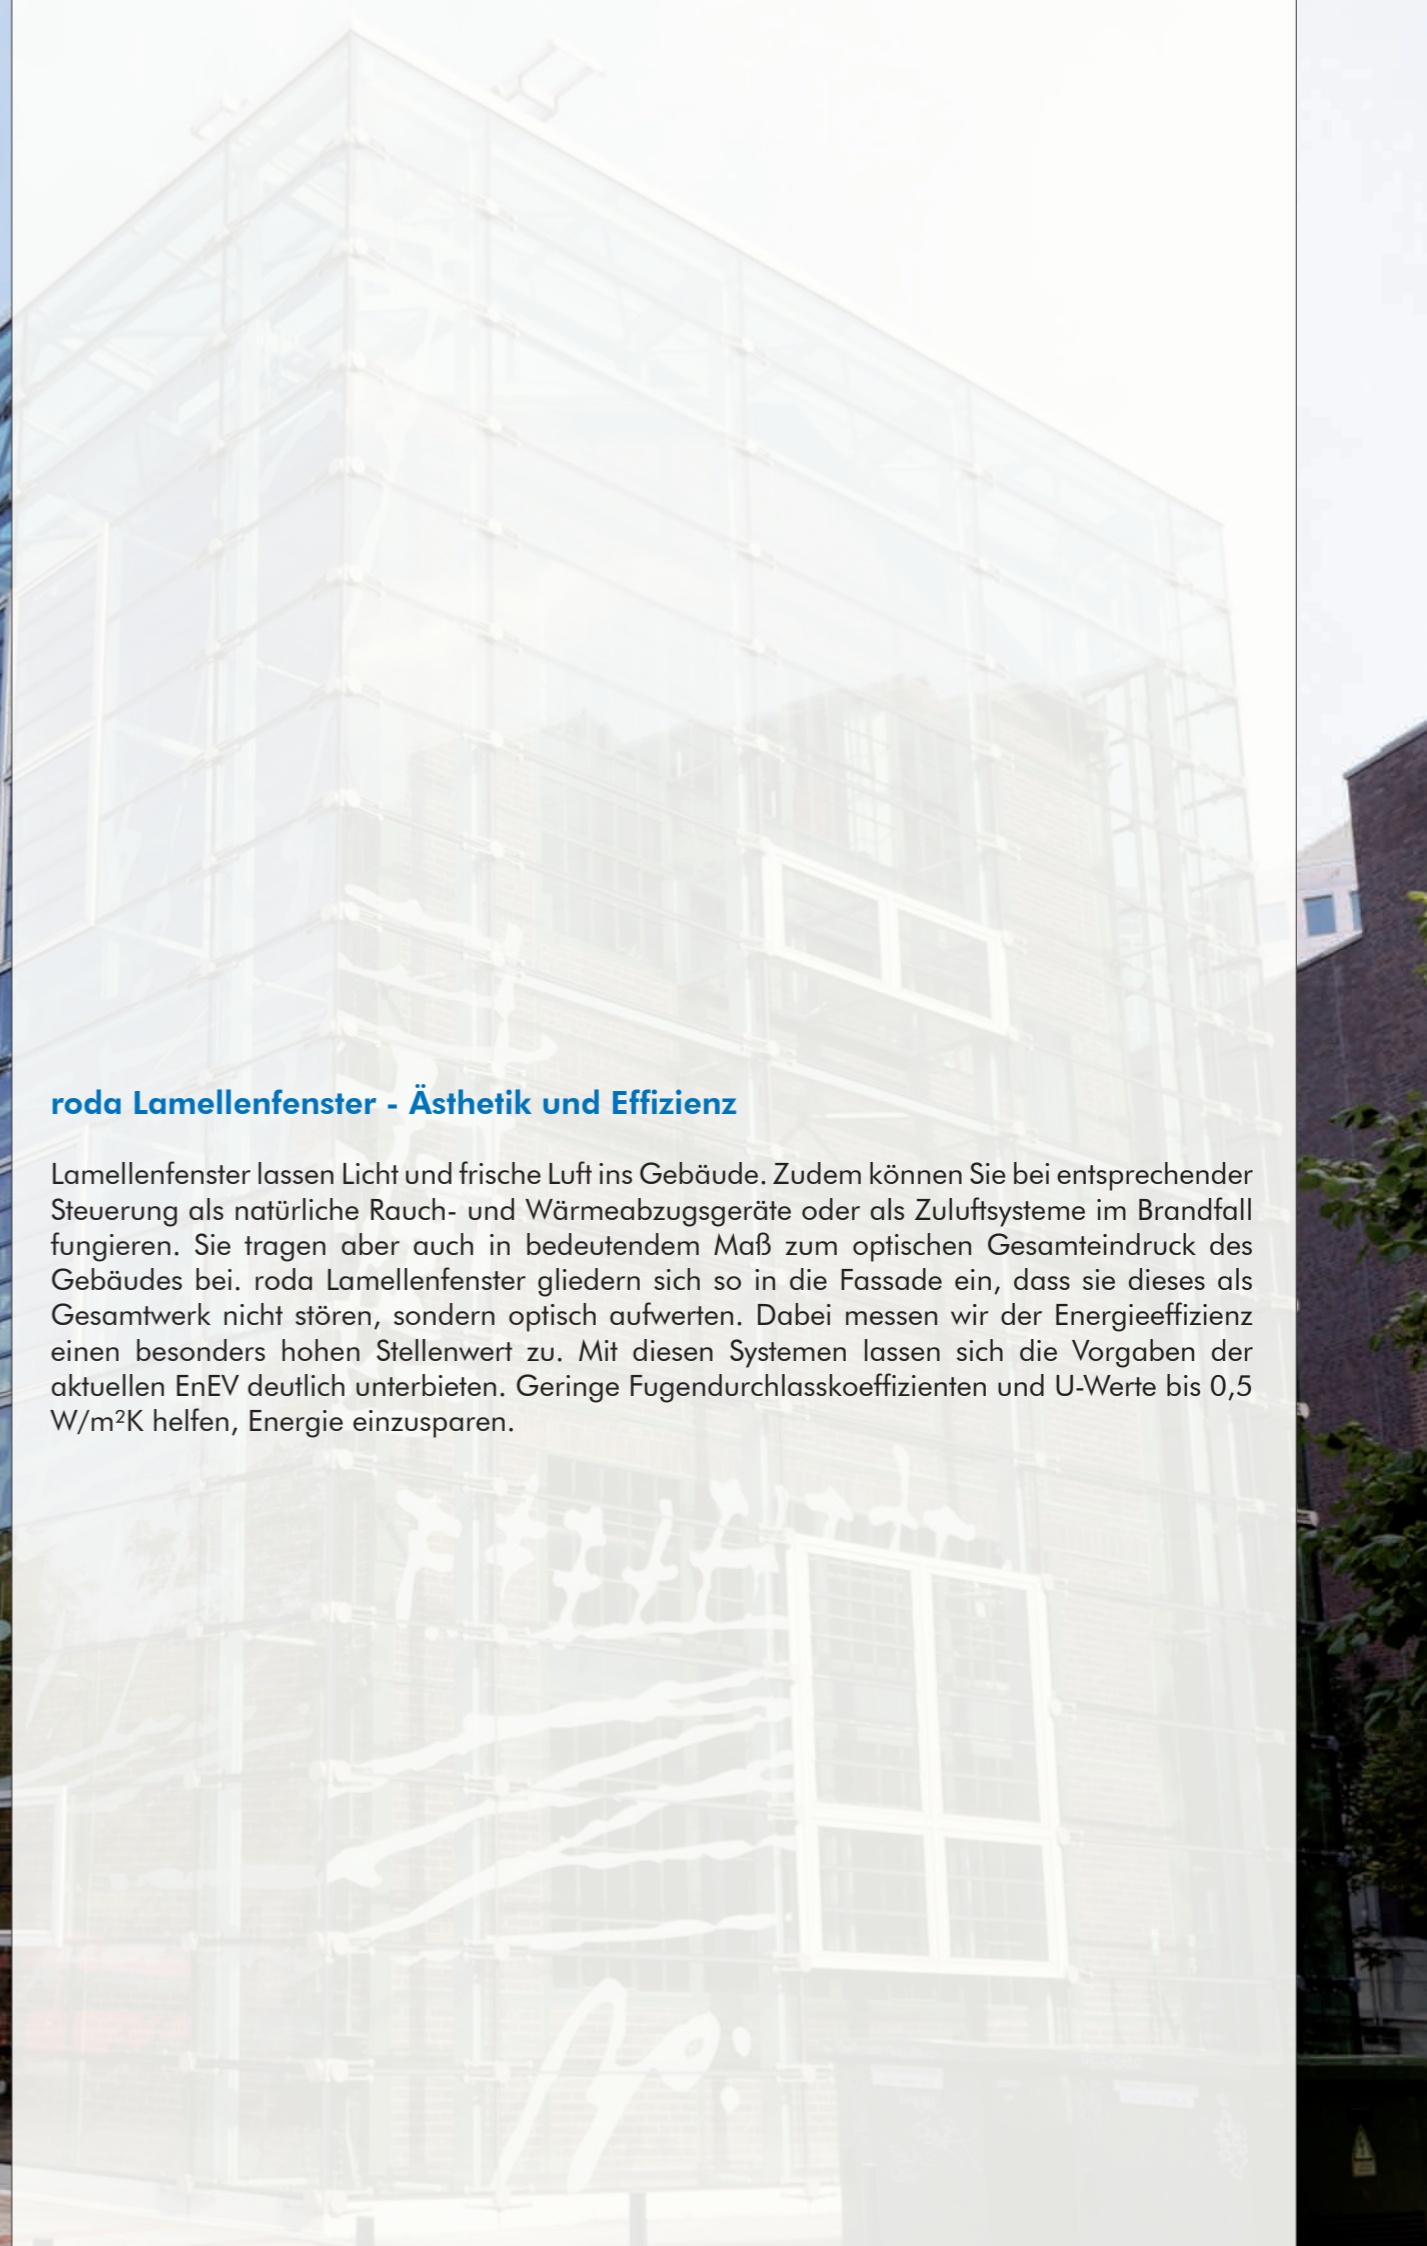 roda Lamellenfenster - Ästhetik und Effizienz
Lamellenfenster lassen Licht und frische Luft ins Gebäude. Zudem können Sie bei entsprechender
Steuerung als natürliche Rauch- und Wärmeabzugsgeräte oder als Zuluftsysteme im Brandfall
fungieren. Sie tragen aber auch in bedeutendem Maß zum optischen Gesamteindruck des
Gebäudes bei. roda Lamellenfenster gliedern sich so in die Fassade ein, dass sie dieses als
Gesamtwerk nicht stören, sondern optisch aufwerten. Dabei messen wir der Energieeffizienz
einen besonders hohen Stellenwert zu. Mit diesen Systemen lassen sich die Vorgaben der
aktuellen EnEV deutlich unterbieten. Geringe Fugendurchlasskoeffizienten und U-Werte bis 0,5
W/m²K helfen, Energie einzusparen.